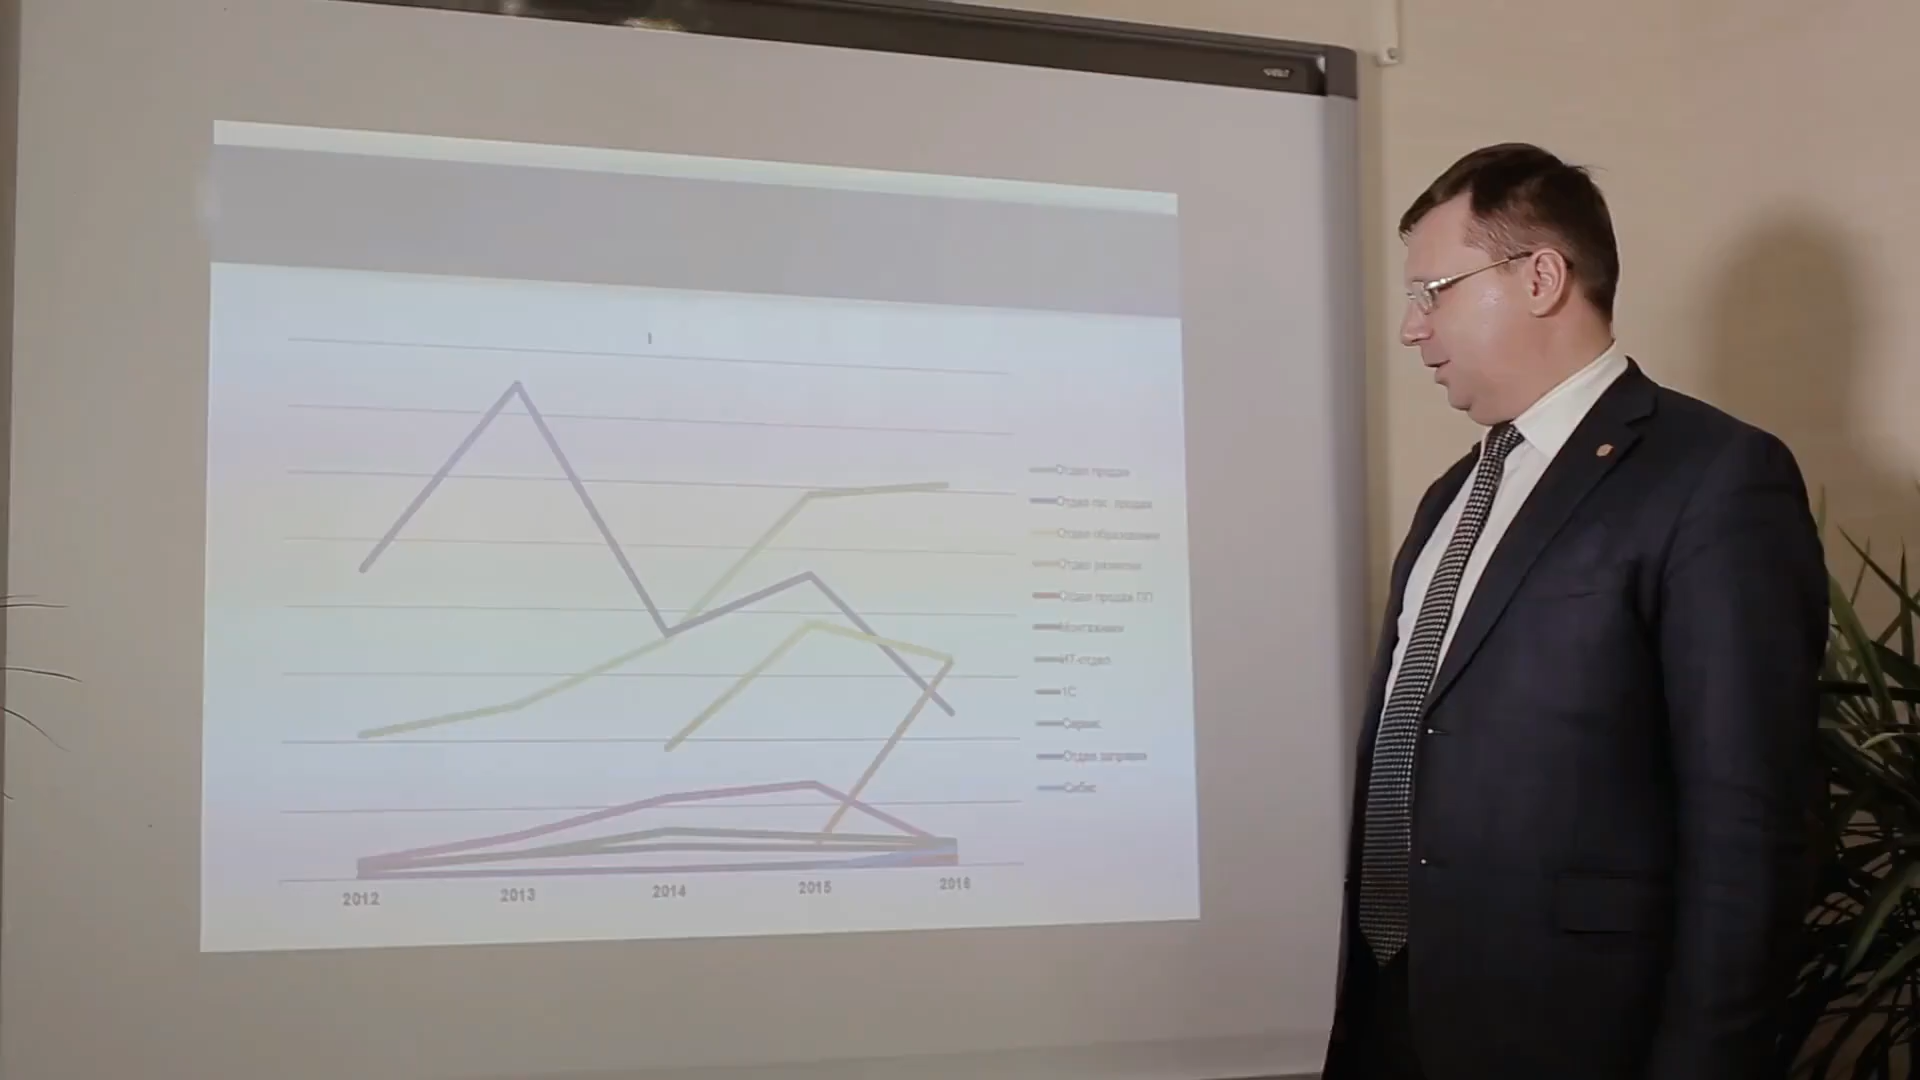 Отдел продаж
Отдел гос. продаж
Отдел образования
Отдел развития
Отдел продаж ПП
Монтажники
ИТ-отдел
1С
Сервис
Отдел заправки
2012 2013 2014 2015 2016